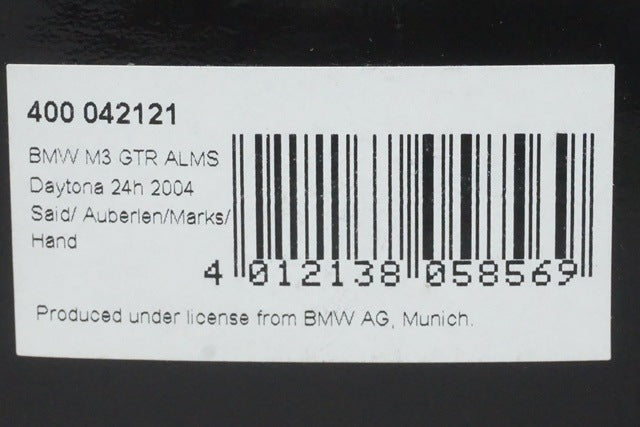 400 042121
BMW M3 GTR ALMS
Daytona 24h 2004
Said/ Auberlen/Marks/
Hand
4 012138 058569
Produced under license from BMW AG, Munich.